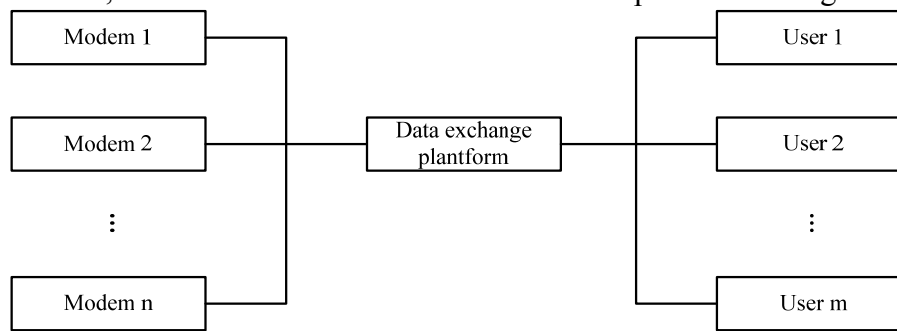 Modem 1
User 1
Modem 2
Data exchange
plantform
User 2
⋮
⋮
Modem n
User m